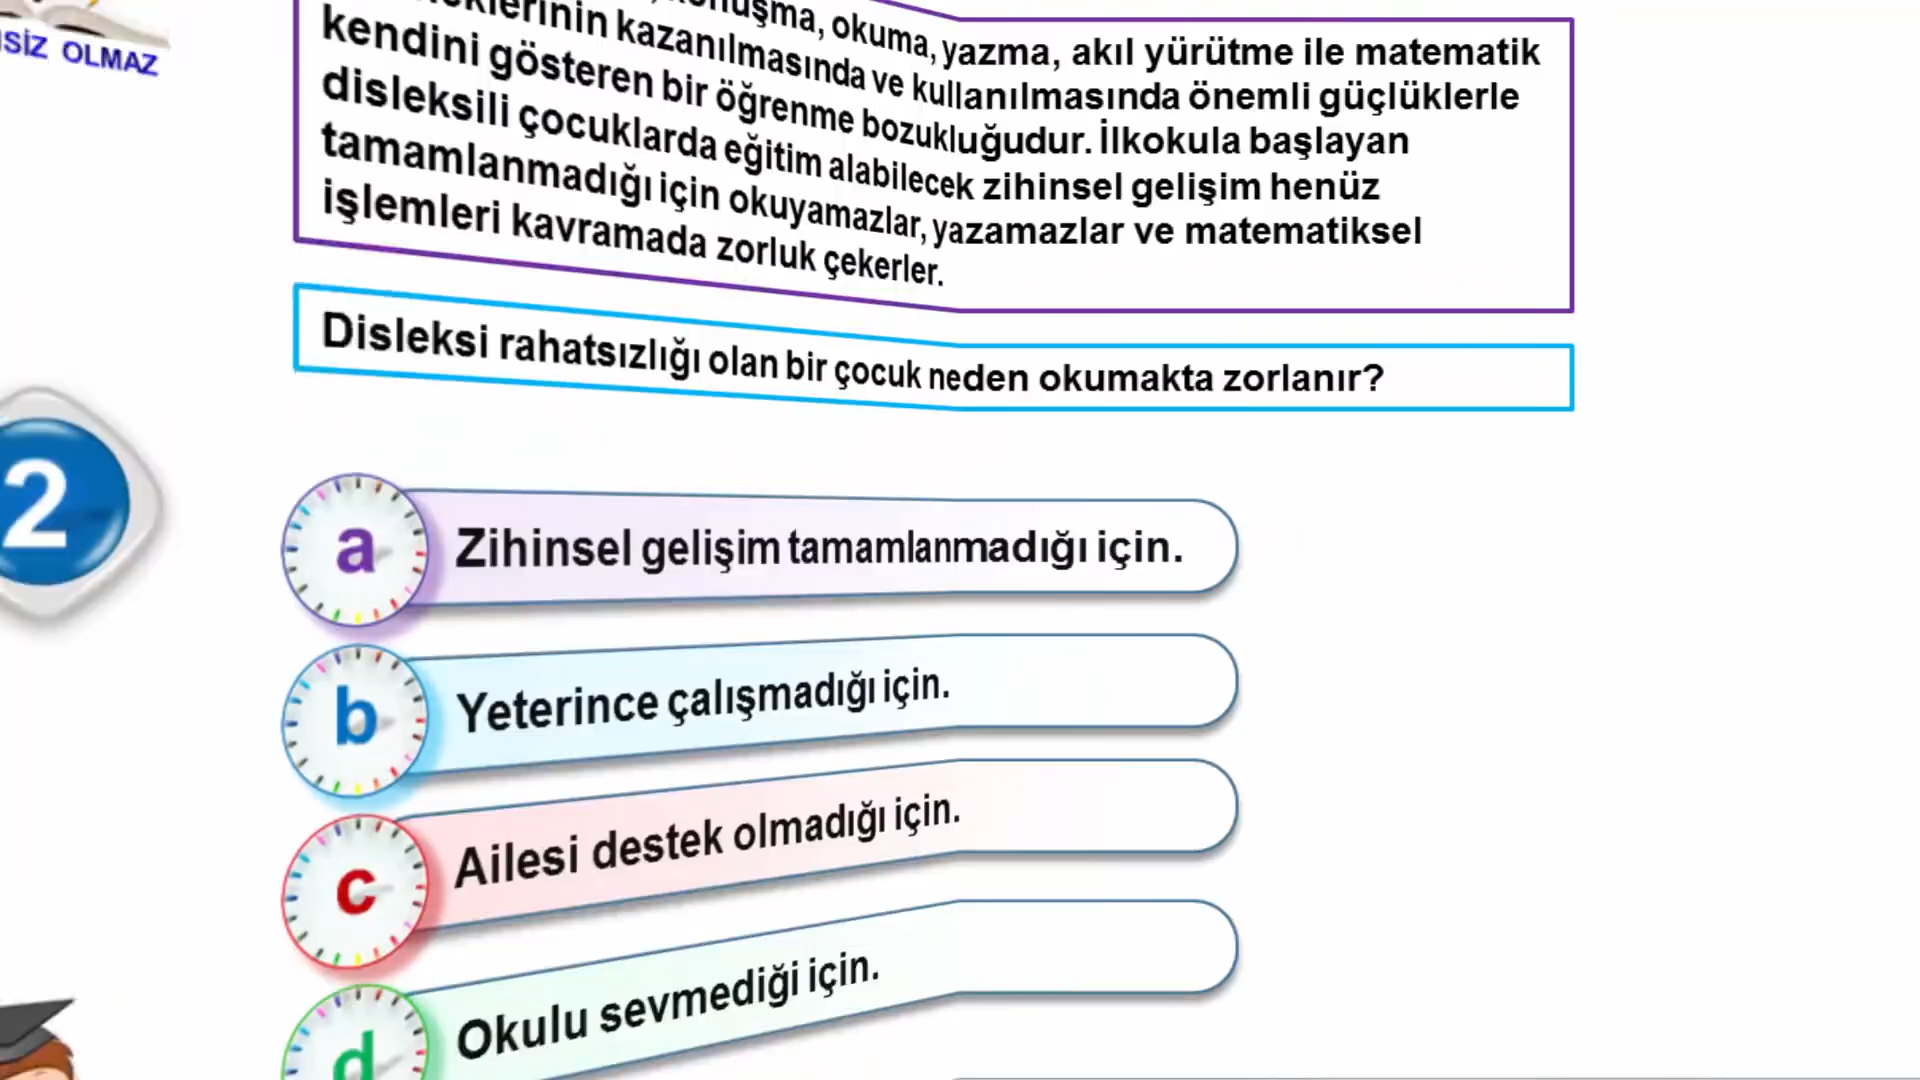 OLMAZ
okuma, yazma, akıl yürütme ile matematik
kazanılmasında ve kullanılmasında önemli güçlüklerle
kendini gösteren bir öğrenme bozukluğudur. İlkokula başlayan
disleksili çocuklarda eğitim alabilecek zihinsel gelişim henüz
tamamlanmadığı için okuyamazlar, yazamazlar ve matematiksel
işlemleri kavramada zorluk çekerler.
Disleksi rahatsızlığı olan bir çocuk neden okumakta zorlanır?
2
a Zihinsel gelişim tamamlanmadığı için.
b Yeterince çalışmadığı için.
c Ailesi destek olmadığı için.
d Okulu sevmediği için.